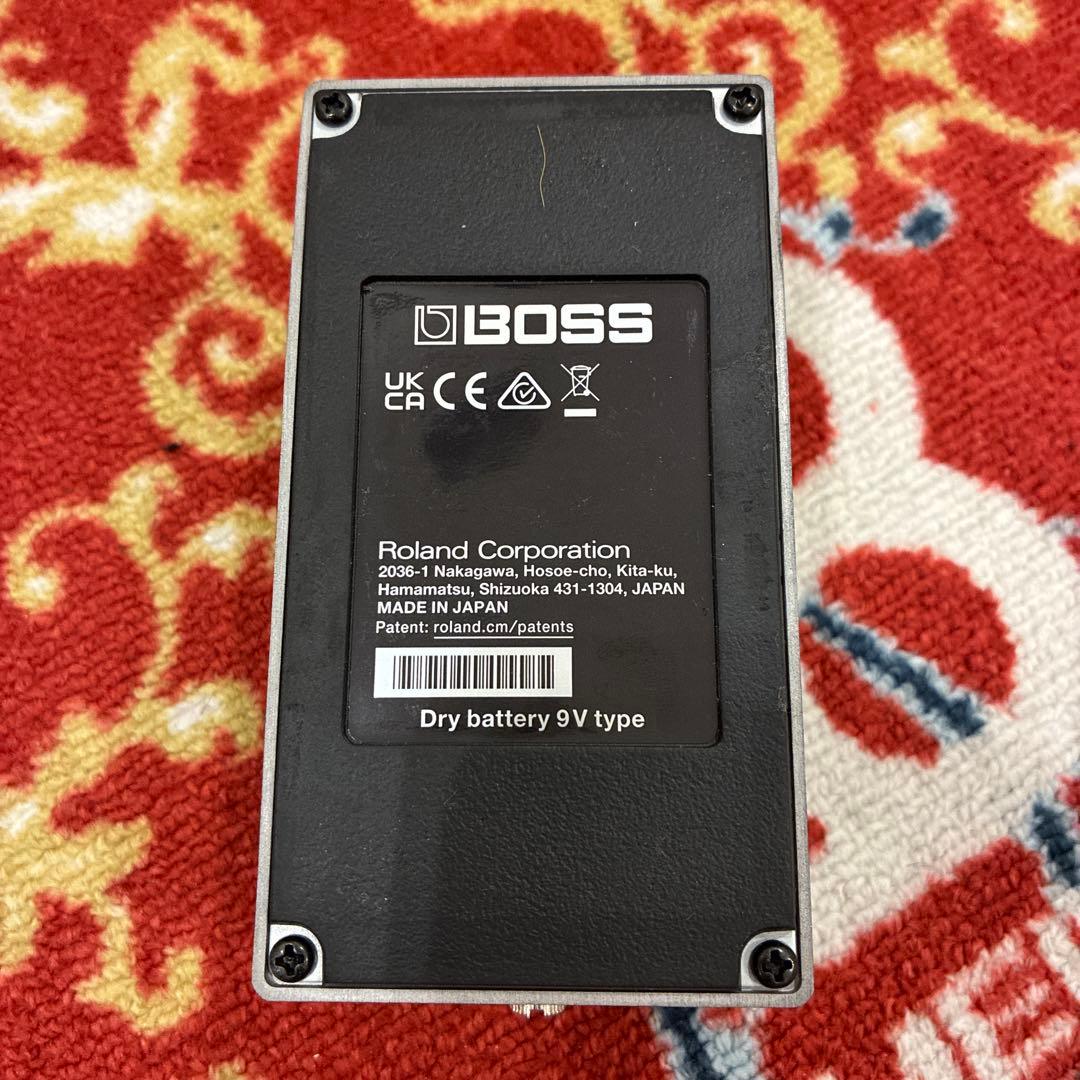 BOSS
UK
CA CE
Roland Corporation
2036-1 Nakagawa, Hosoe-cho, Kita-ku,
Hamamatsu, Shizuoka 431-1304, JAPAN
MADE IN JAPAN
Patent: roland.cm/patents
Dry battery 9V type